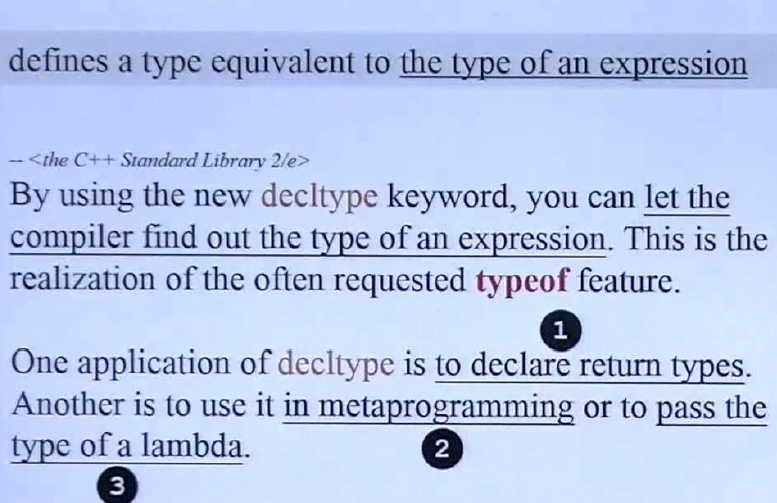 defines a type equivalent to the type of an expression
-- <the C++ Standard Library 2/e>
By using the new decltype keyword, you can let the
compiler find out the type of an expression. This is the
realization of the often requested typeof feature.
1
One application of decltype is to declare return types.
Another is to use it in metaprogramming or to pass the
type of a lambda.
2
3